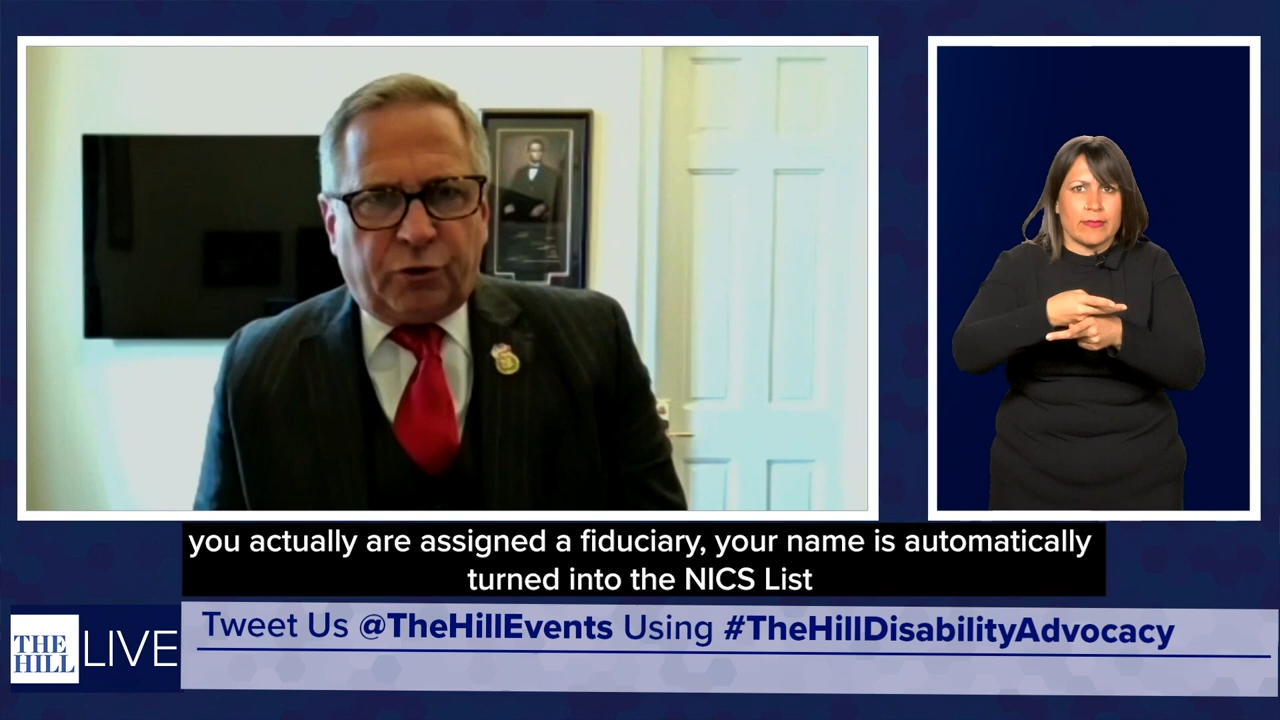 you actually are assigned a fiduciary, your name is automatically
turned into the NICS List
THE
HILL
LIVE
Tweet Us @TheHillEvents Using #TheHillDisabilityAdvocacy